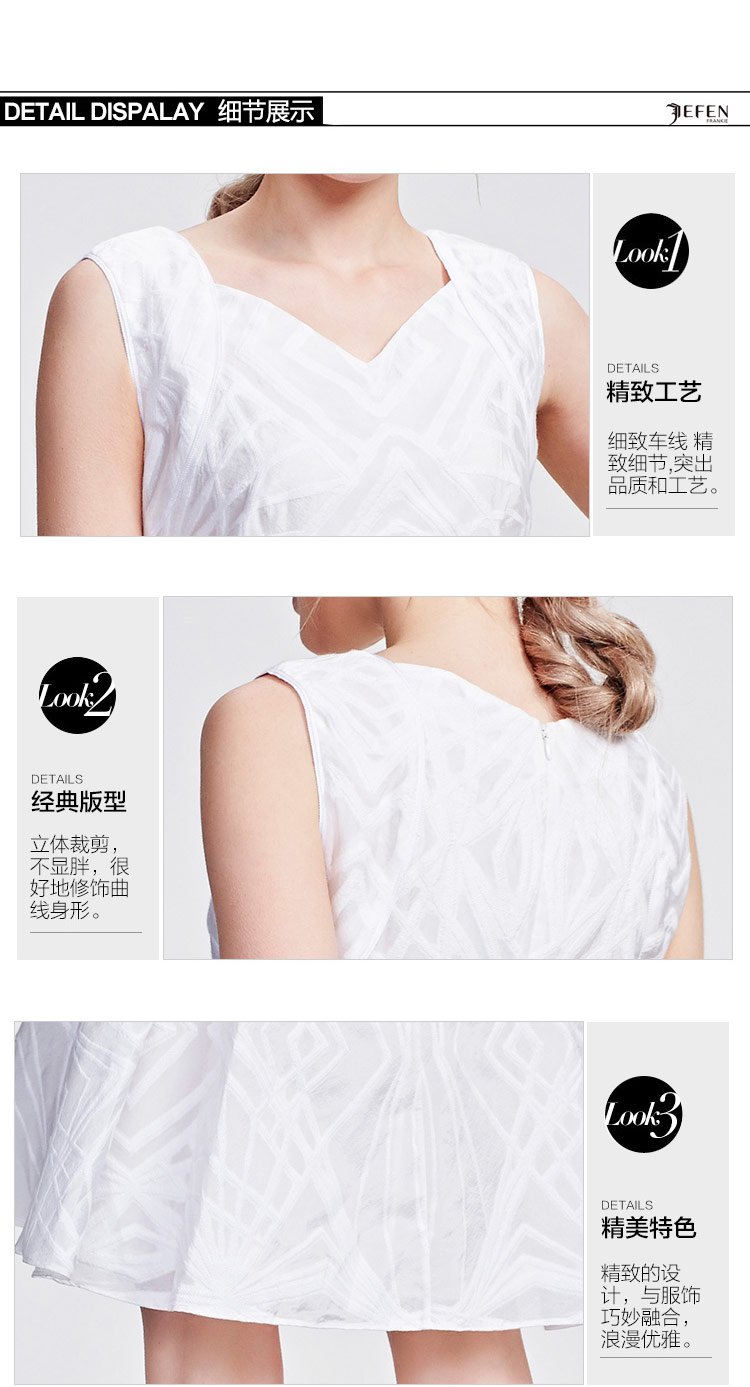 DETAIL DISPALAY 细节展示
JEFEN
FRANKIE
Look1
DETAILS
精致工艺
细致车线 精
致细节,突出
品质和工艺。
Look2
DETAILS
经典版型
立体裁剪，
不显胖，很
好地修饰曲
线身形。
Look3
DETAILS
精美特色
精致的设
计，与服饰
巧妙融合，
浪漫优雅。